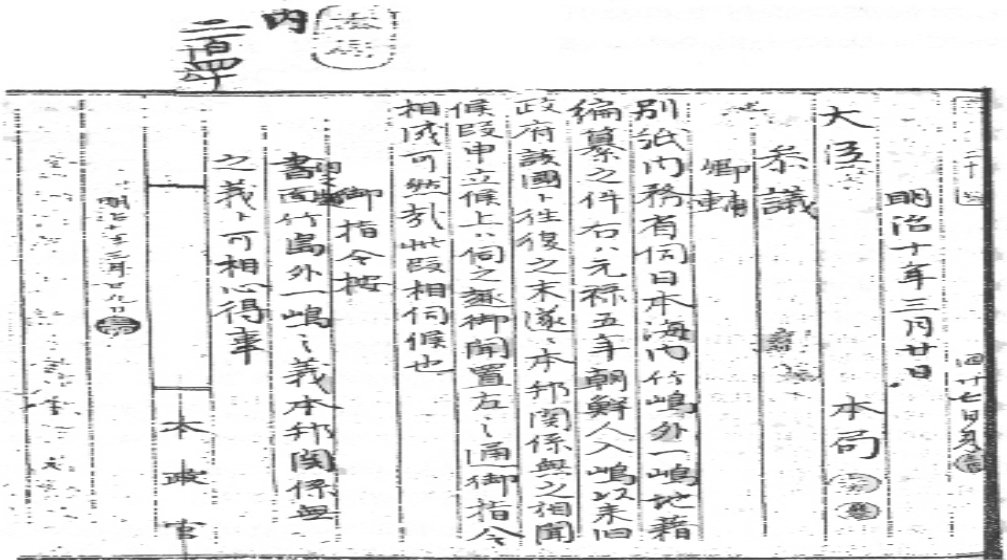 内
明治十年三月廿日
大臣
本局
参議
卿輔
別紙内務省伺日本海内竹嶋外一嶋地籍
編纂之件右ハ元禄五年朝鮮人入嶋以来旧
政府該國ト往復之末遂ニ本邦関係無之相聞
候段申立候上ハ伺之趣御聞置左之通御指令
相成可然哉此段相伺候也
御指令按
書面竹島外一嶋之義本邦関係無
之義ト可相心得事
本政官